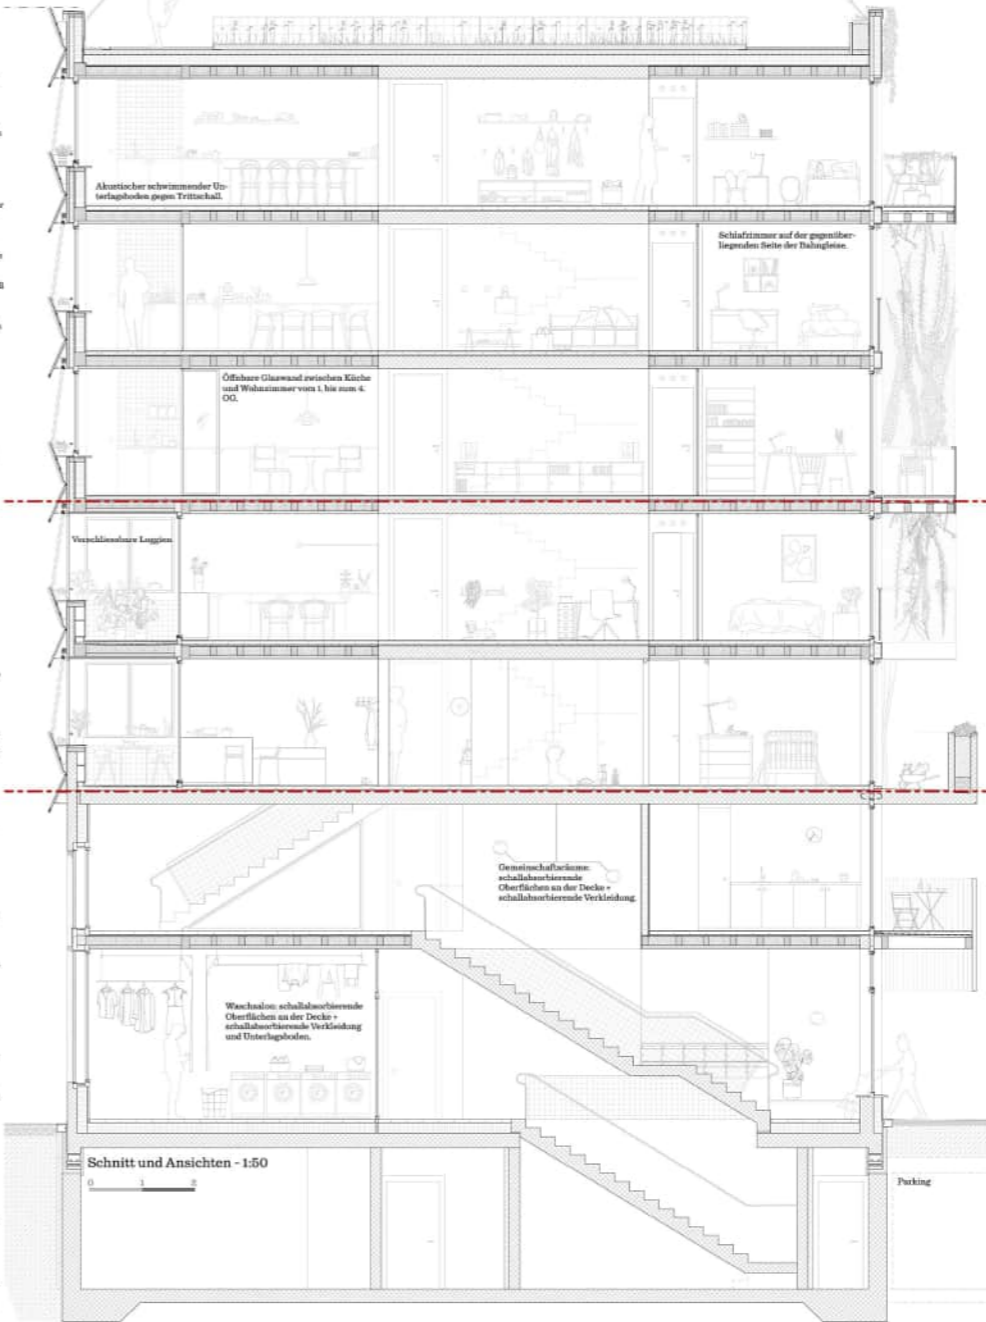 Akustischer schwimmender Un-
terlagsboden gegen Trittschall.
Schlafzimmer auf der gegenüber-
liegenden Seite der Bahngleise.
Öffnbare Glaswand zwischen Küche
und Wohnzimmer vom 1. bis zum 4.
OG.
Verschliessbare Loggien
Gemeinschaftsräume:
schallabsorbierende
Oberflächen an der Decke +
schallabsorbierende Verkleidung.
Waschsalon: schallabsorbierende
Oberflächen an der Decke +
schallabsorbierende Verkleidung
und Unterlagsboden.
Schnitt und Ansichten - 1:50
0 1 2
Parking